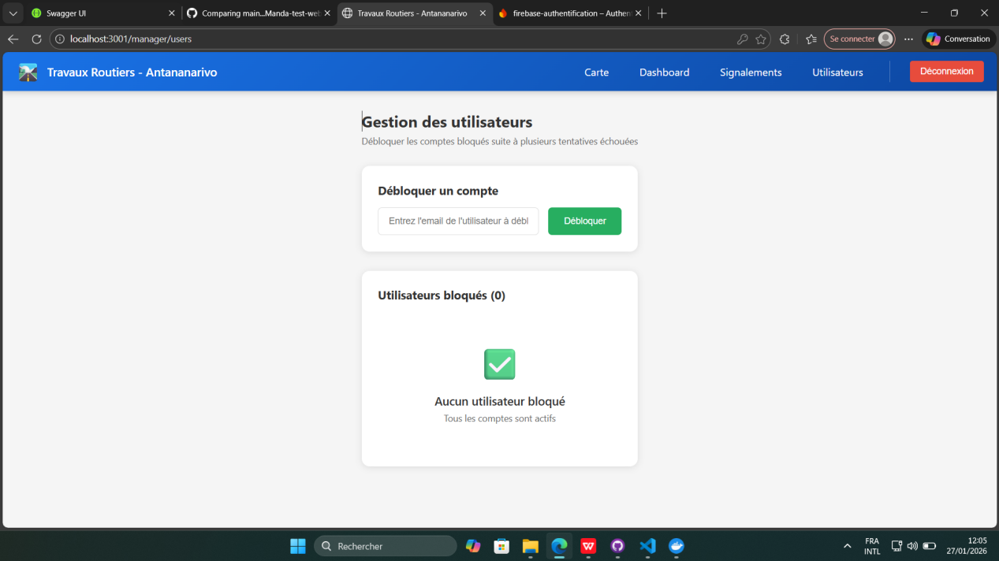 Swagger UI
Comparing main...Manda-test-web
Travaux Routiers - Antananarivo
firebase-authentification – Authen
localhost:3001/manager/users
Se connecter
Conversation
Travaux Routiers - Antananarivo
Carte
Dashboard
Signalements
Utilisateurs
Déconnexion
Gestion des utilisateurs
Débloquer les comptes bloqués suite à plusieurs tentatives échouées
Débloquer un compte
Entrez l'email de l'utilisateur à débl
Débloquer
Utilisateurs bloqués (0)
Aucun utilisateur bloqué
Tous les comptes sont actifs
Rechercher
FRA
INTL
12:05
27/01/2026